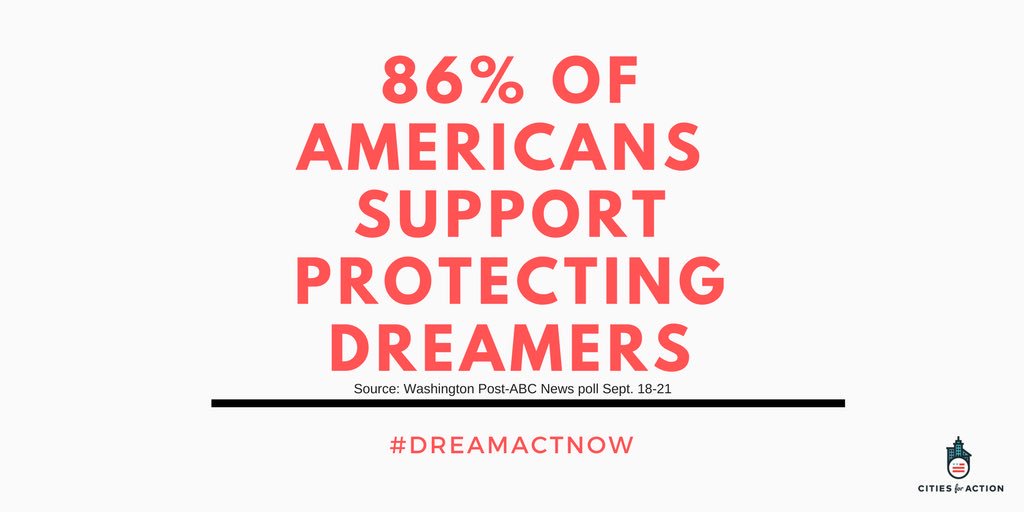 86% OF
AMERICANS
SUPPORT
PROTECTING
DREAMERS
Source: Washington Post-ABC News poll Sept. 18-21
#DREAMACTNOW
CITIES for ACTION